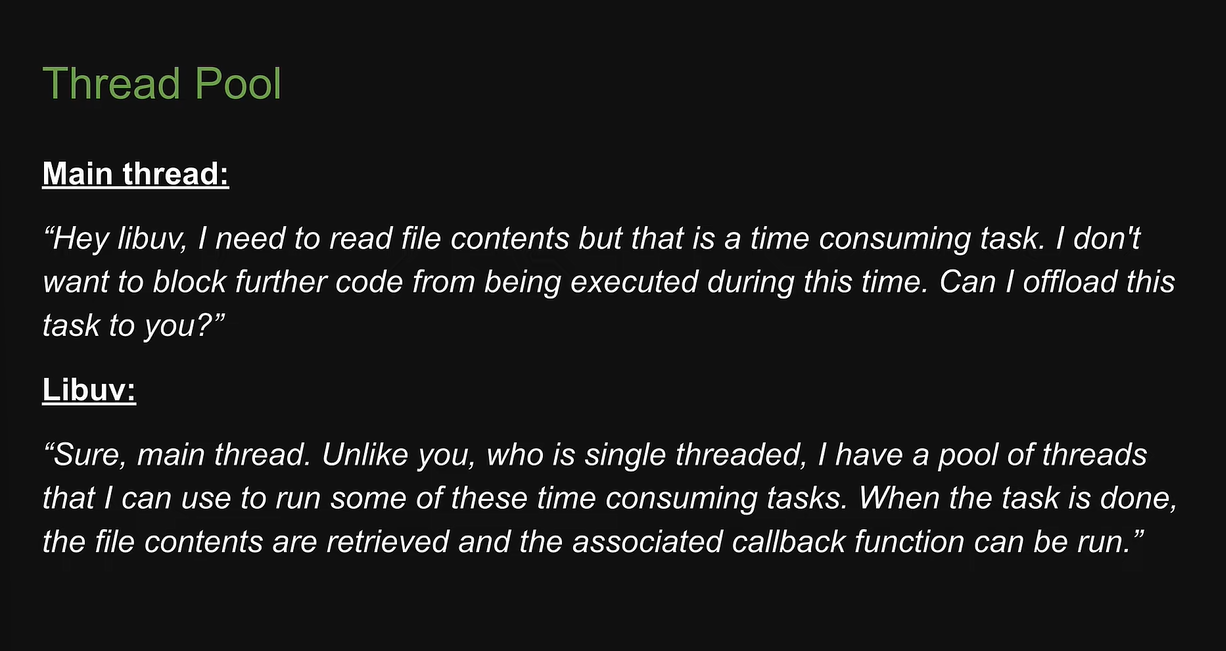 Thread Pool
Main thread:
“Hey libuv, I need to read file contents but that is a time consuming task. I don't
want to block further code from being executed during this time. Can I offload this
task to you?”
Libuv:
“Sure, main thread. Unlike you, who is single threaded, I have a pool of threads
that I can use to run some of these time consuming tasks. When the task is done,
the file contents are retrieved and the associated callback function can be run.”